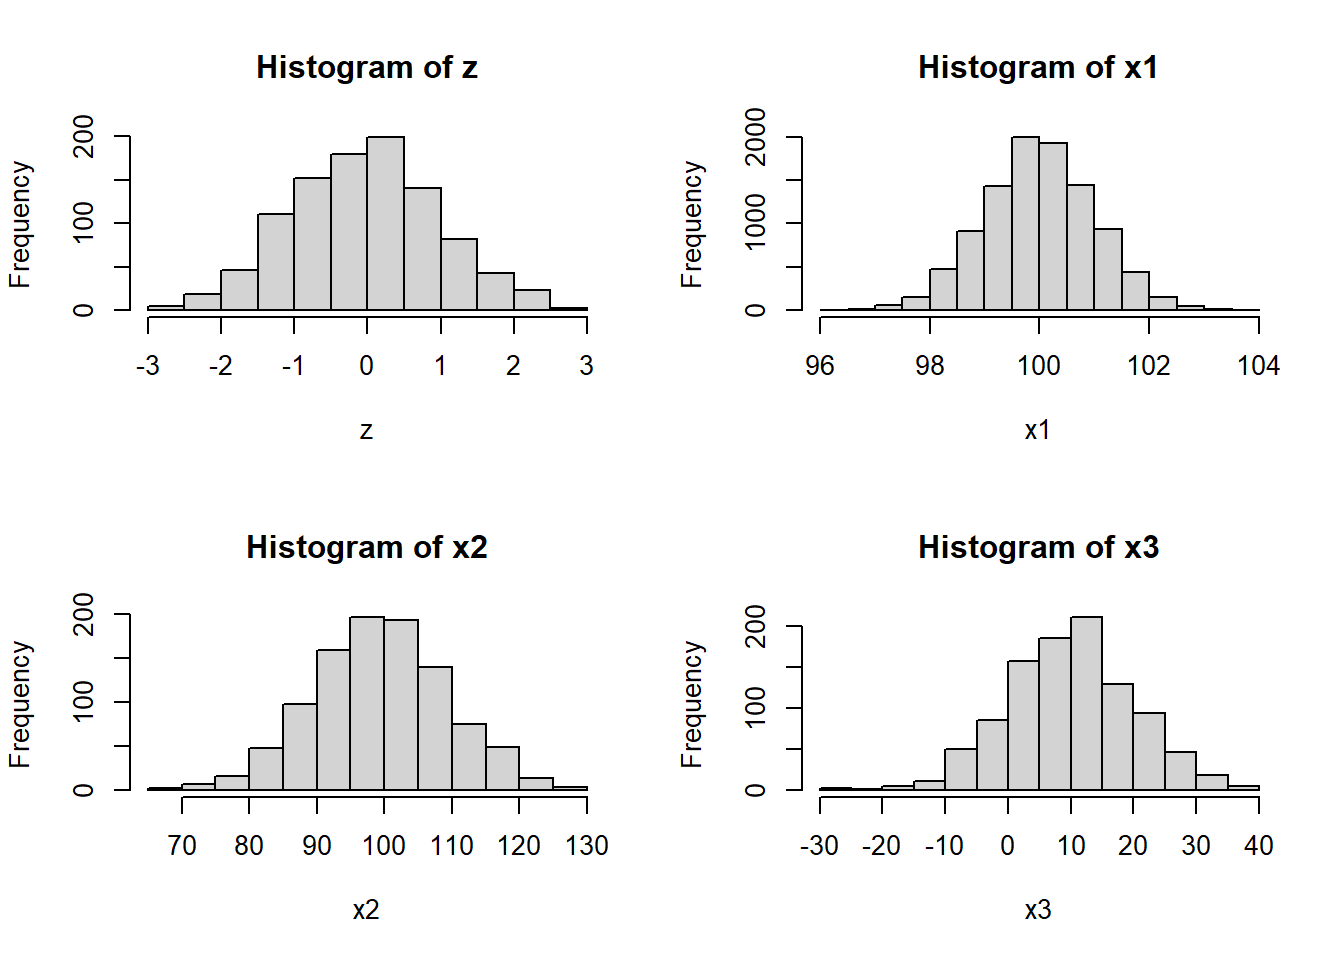 Histogram of z
Frequency
0 100 200
-3 -2 -1 0 1 2 3
z
Histogram of x1
Frequency
0 1000 2000
96 98 100 102 104
x1
Histogram of x2
Frequency
0 100 200
70 80 90 100 110 120 130
x2
Histogram of x3
Frequency
0 100 200
-30 -20 -10 0 10 20 30 40
x3